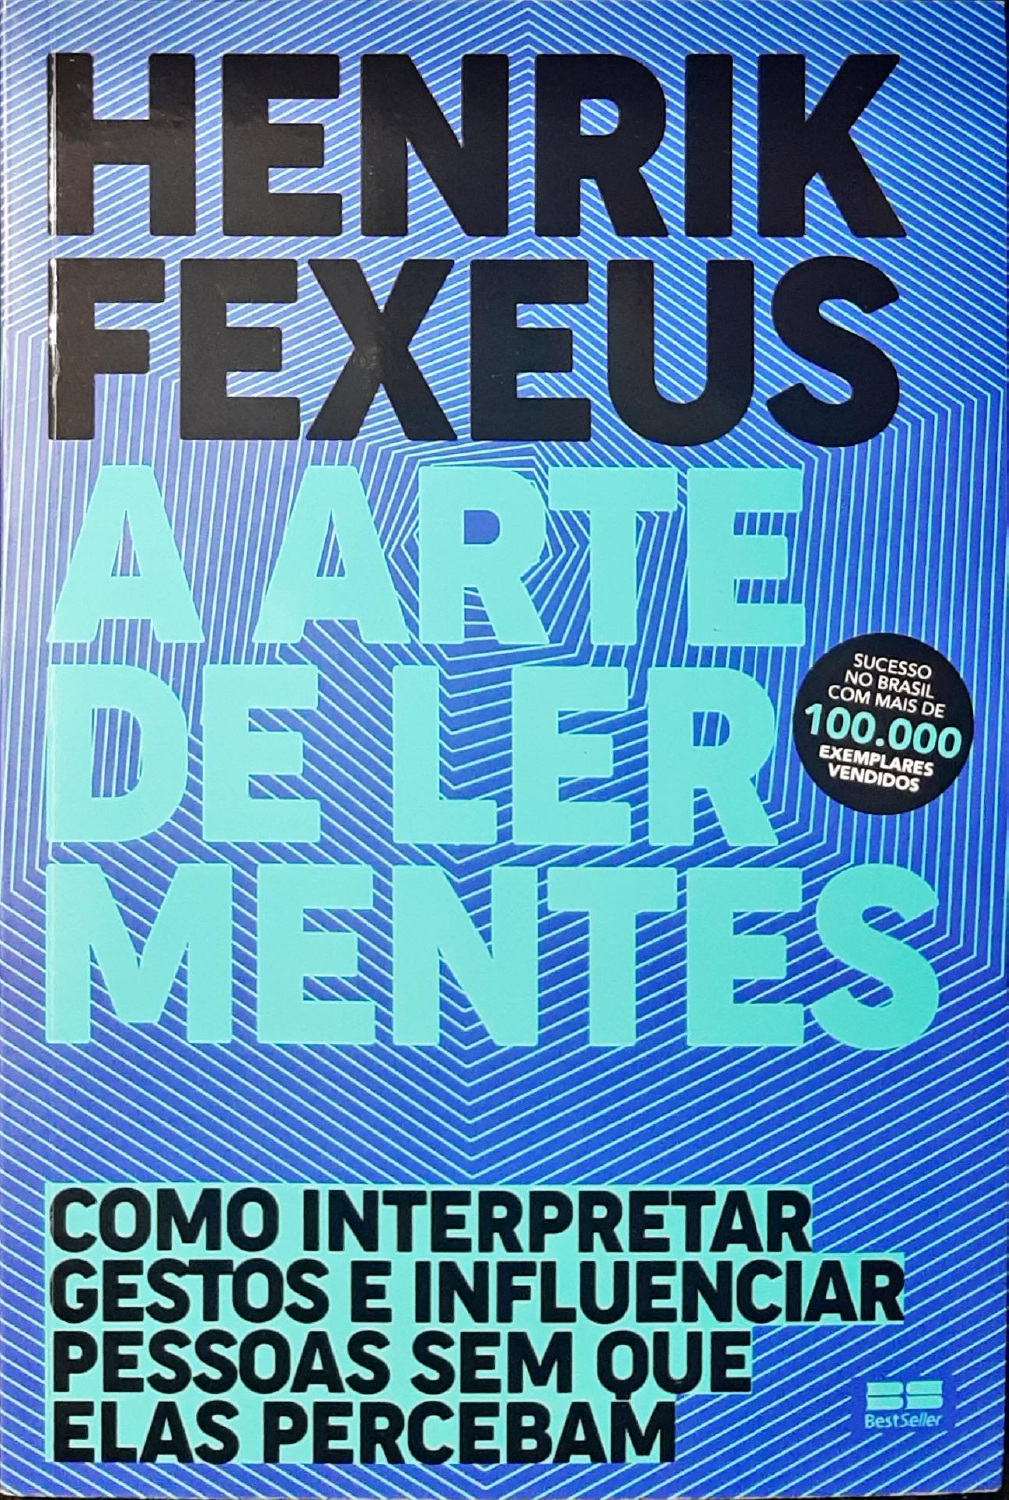 HENRIK
FEXEUS
A ARTE
DE LER
MENTES
SUCESSO
NO BRASIL
COM MAIS DE
100.000
EXEMPLARES
VENDIDOS
COMO INTERPRETAR
GESTOS E INFLUENCIAR
PESSOAS SEM QUE
ELAS PERCEBAM
BS
BestSeller